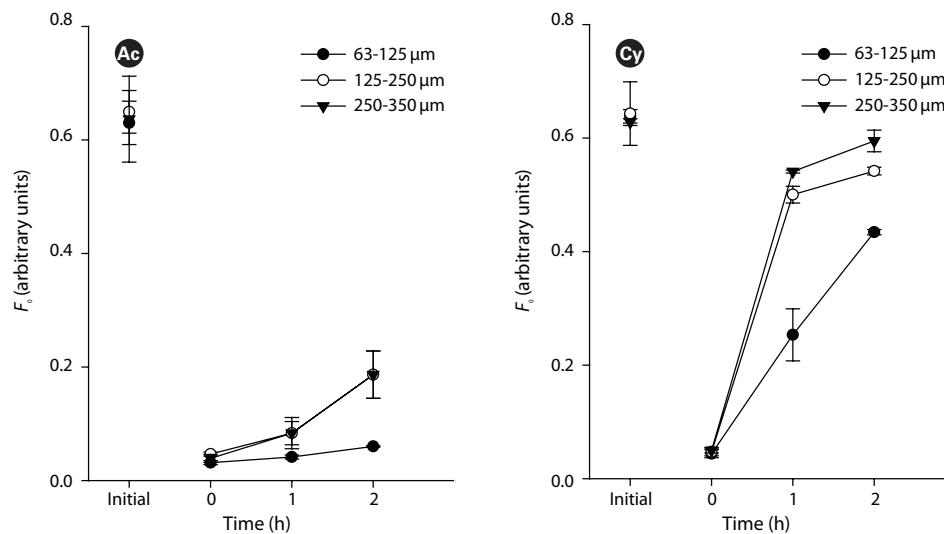 Ac
63-125 µm
125-250 µm
250-350 µm
0.8
0.6
0.4
0.2
0.0
F₀ (arbitrary units)
Initial 0 1 2
Time (h)
Cy
63-125 µm
125-250 µm
250-350 µm
0.8
0.6
0.4
0.2
0.0
F₀ (arbitrary units)
Initial 0 1 2
Time (h)